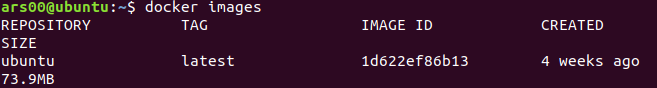 ars00@ubuntu:~$ docker images
REPOSITORY TAG IMAGE ID CREATED
SIZE
ubuntu latest 1d622ef86b13 4 weeks ago
73.9MB